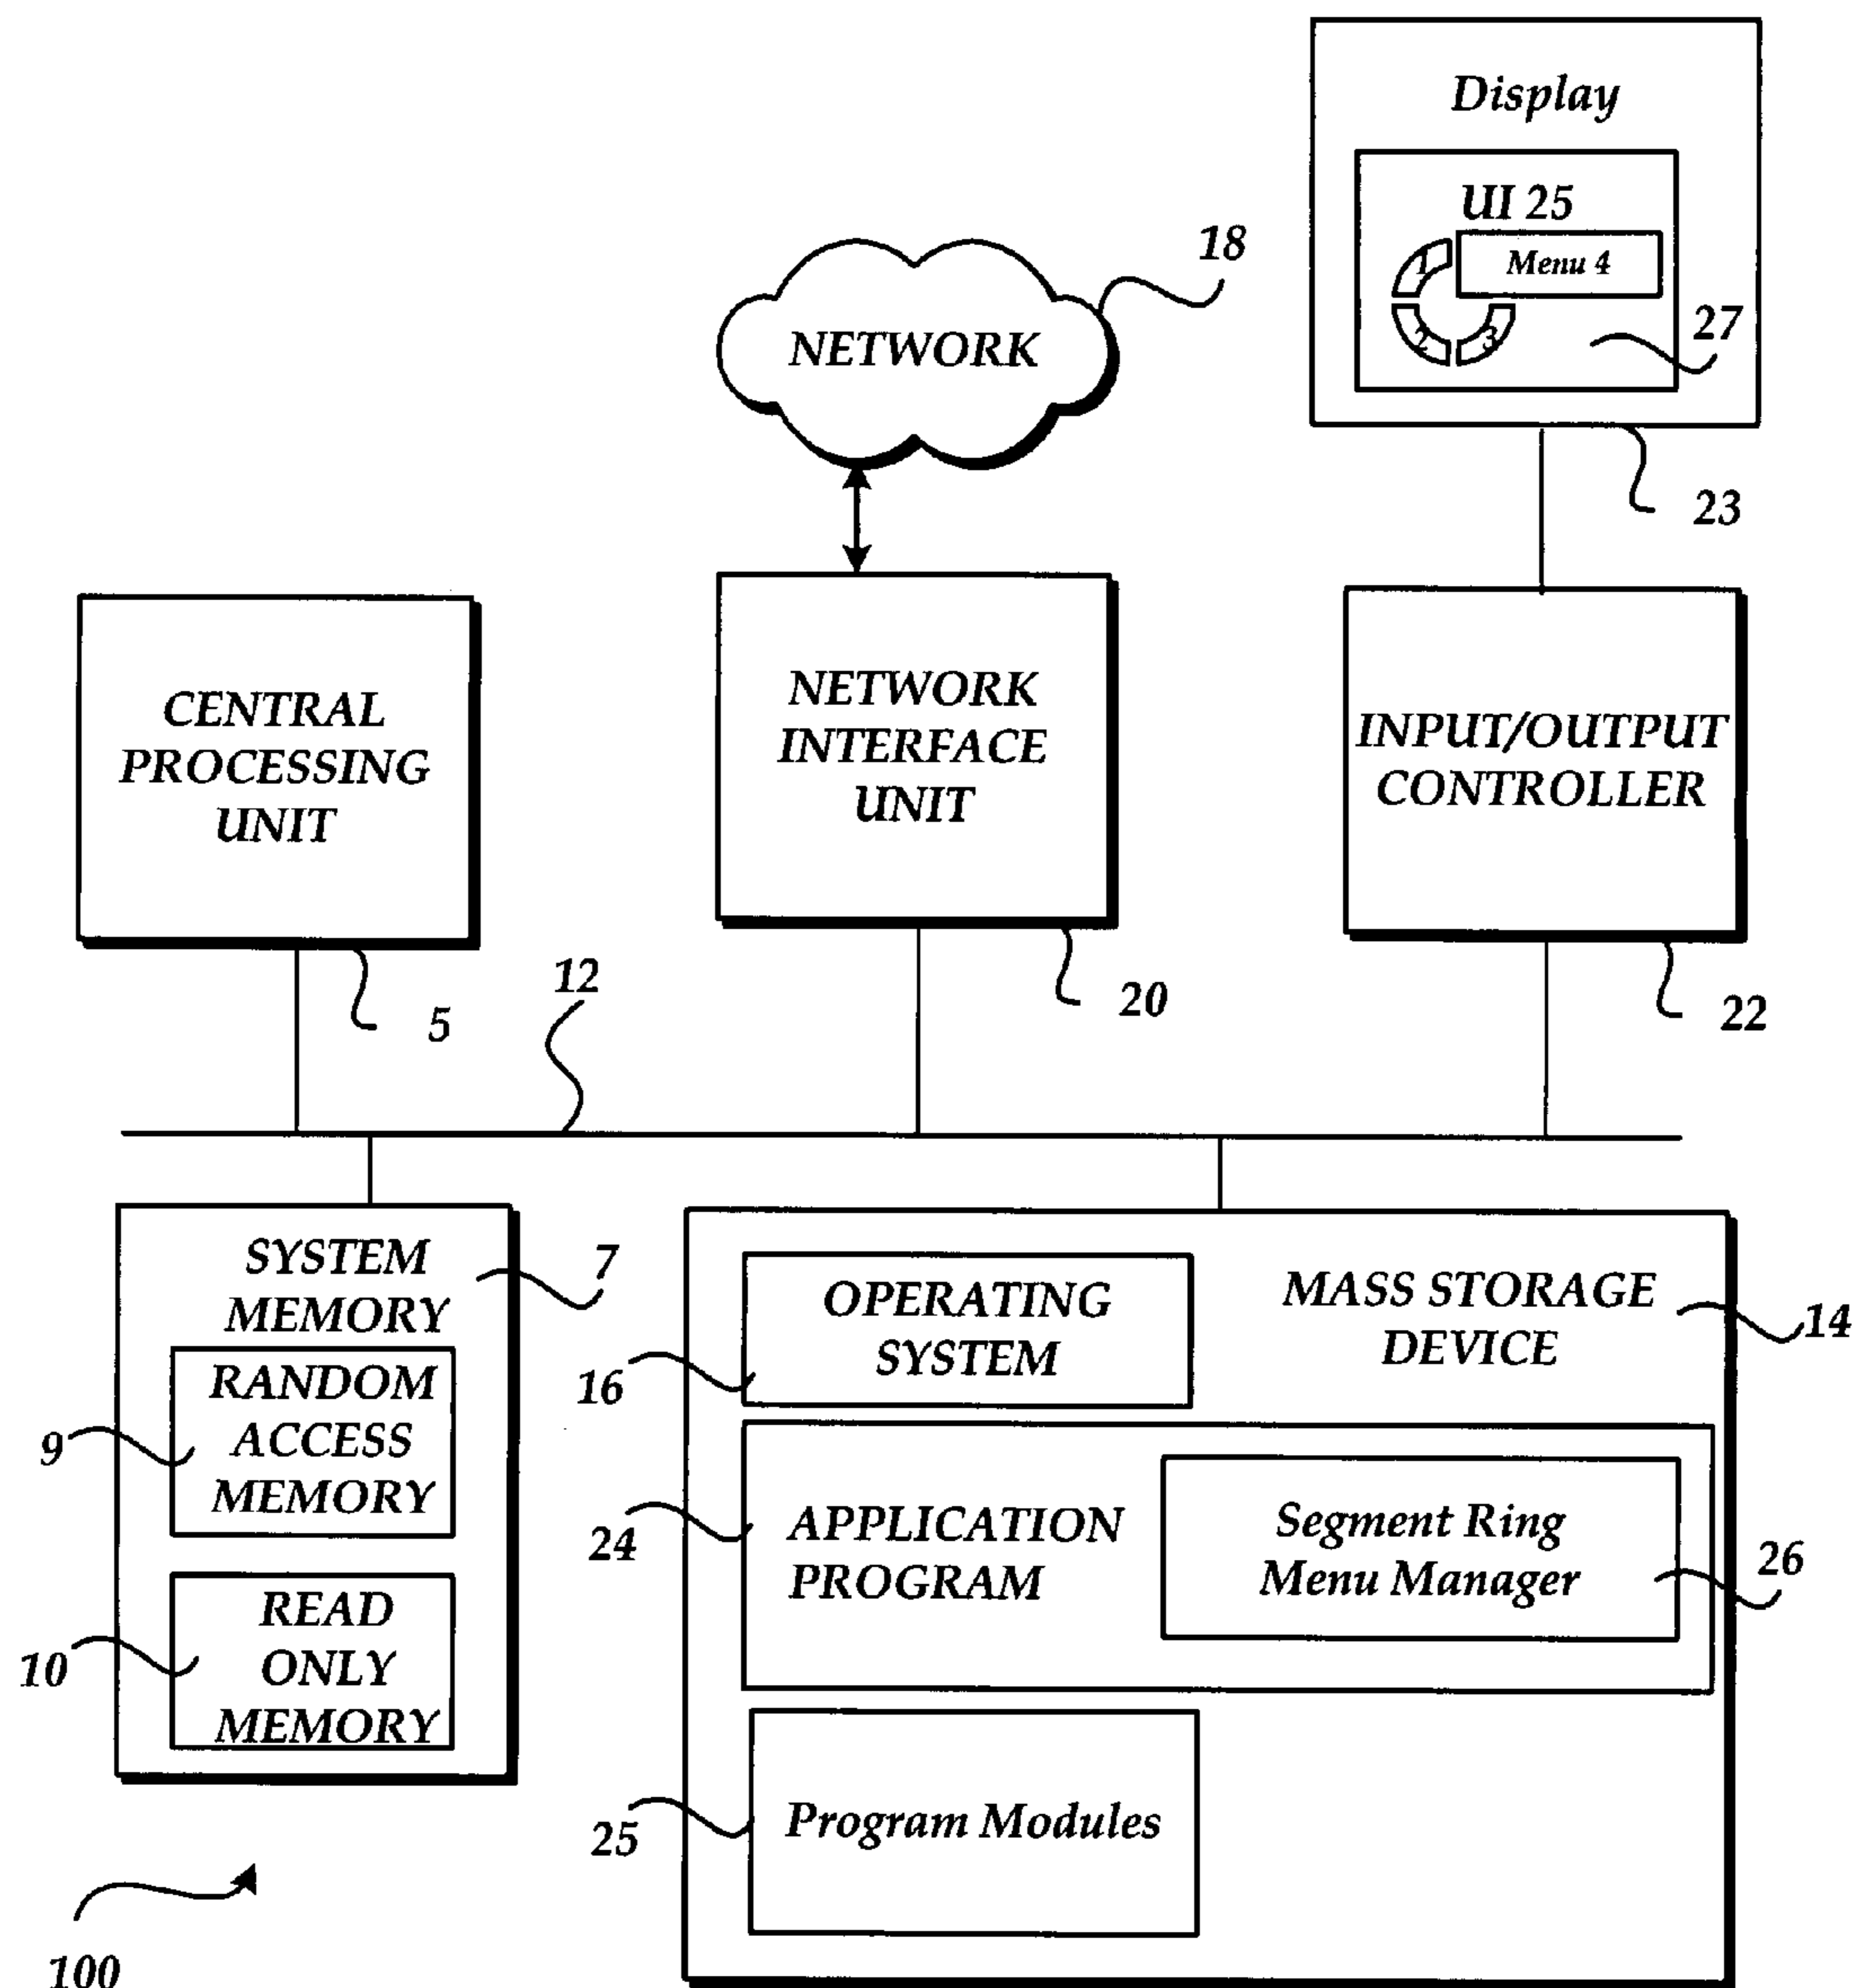 Display
UI 25
1
Menu 4
2
3
27
23
18
NETWORK
CENTRAL
PROCESSING
UNIT
5
NETWORK
INTERFACE
UNIT
20
INPUT/OUTPUT
CONTROLLER
22
12
SYSTEM
MEMORY
7
RANDOM
ACCESS
MEMORY
9
READ
ONLY
MEMORY
10
OPERATING
SYSTEM
16
MASS STORAGE
DEVICE
14
APPLICATION
PROGRAM
24
Segment Ring
Menu Manager
26
Program Modules
25
100